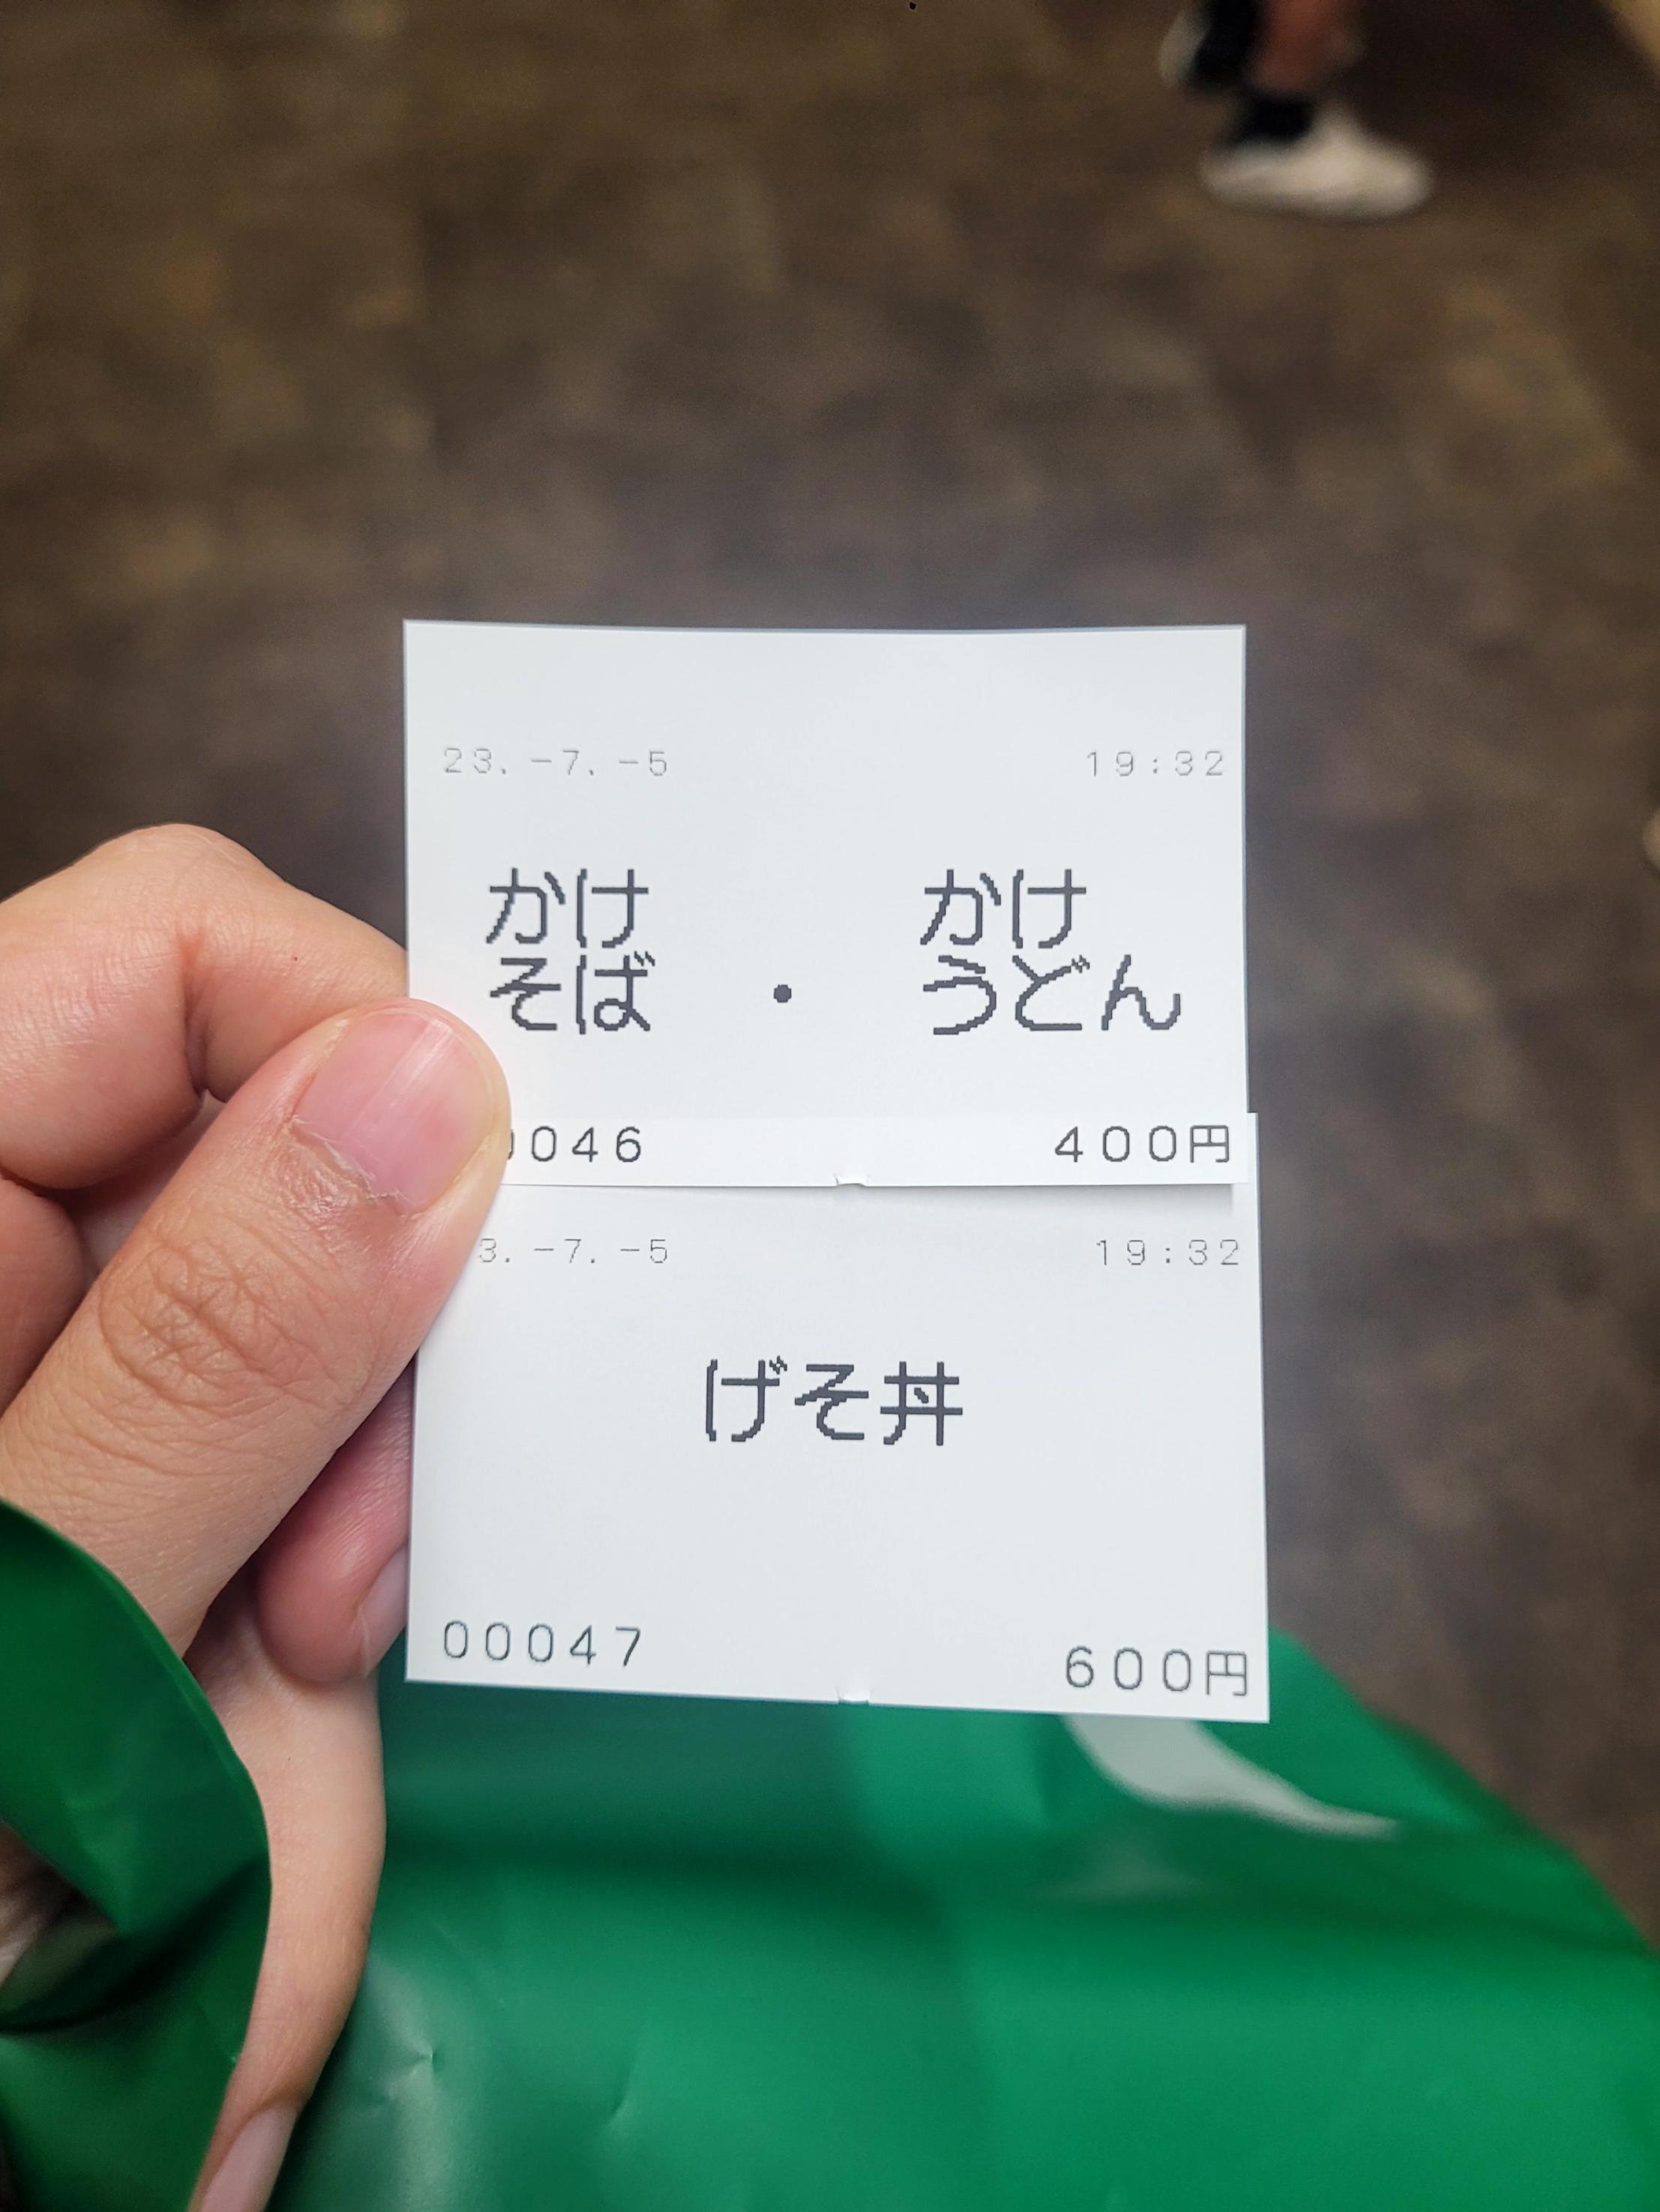 23.-7.-5 19:32
かけ かけ
そば ・ うどん
046 400円
3.-7.-5 19:32
げそ丼
00047 600円